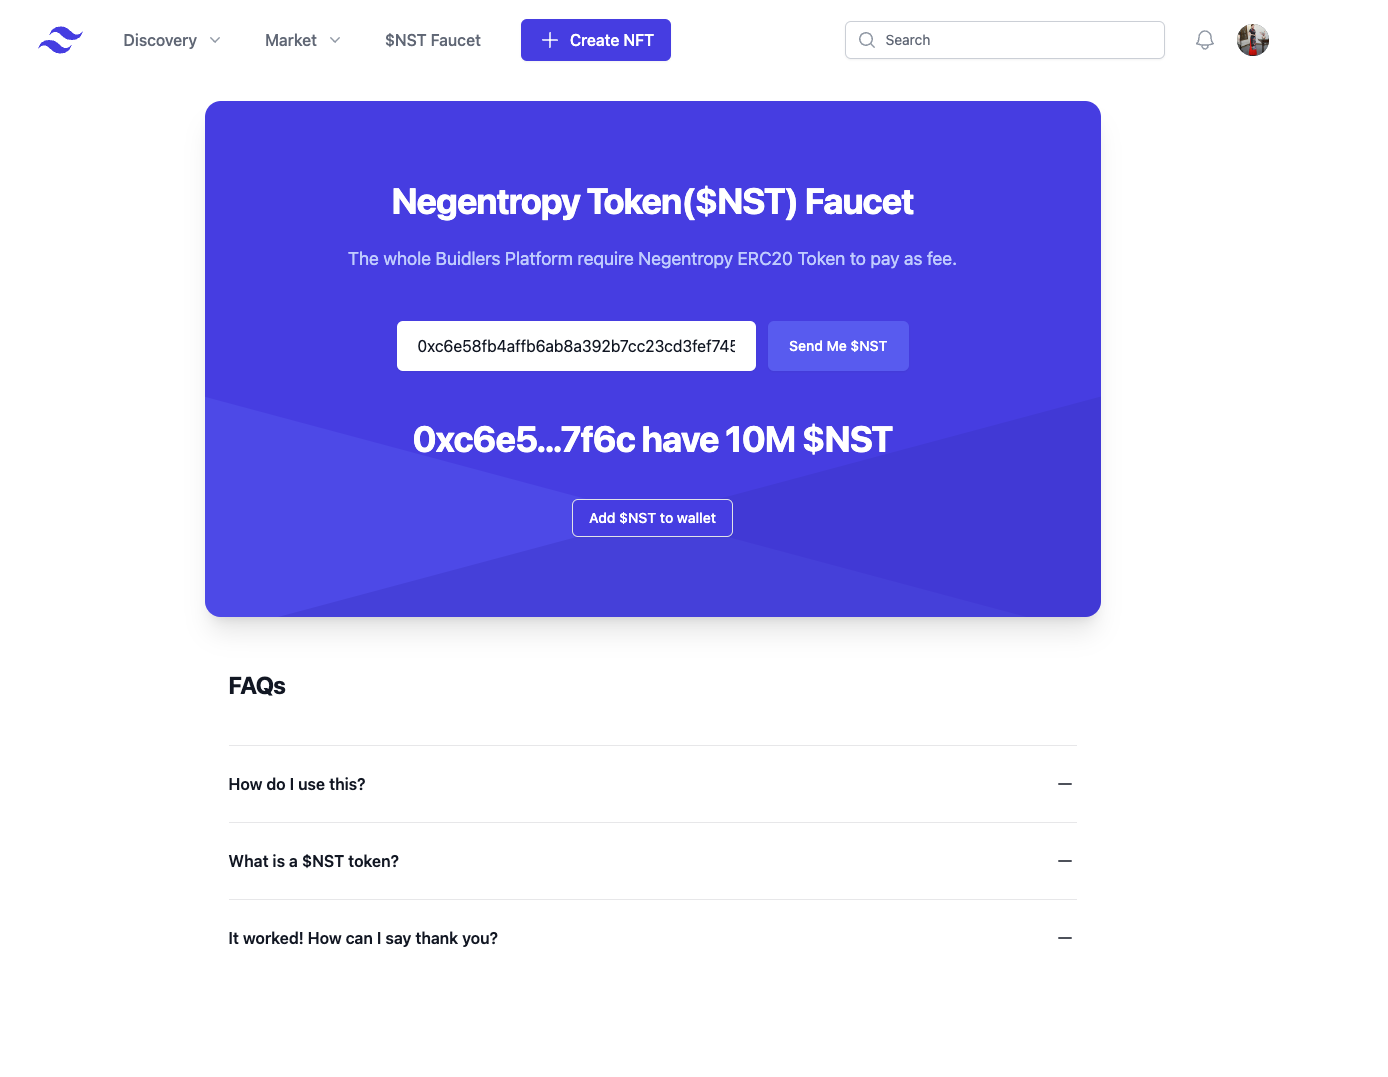 Discovery
Market
$NST Faucet
Create NFT
Search
Negentropy Token($NST) Faucet
The whole Buidlers Platform require Negentropy ERC20 Token to pay as fee.
0xc6e58fb4affb6ab8a392b7cc23cd3fef745
Send Me $NST
0xc6e5...7f6c have 10M $NST
Add $NST to wallet
FAQs
How do I use this?
What is a $NST token?
It worked! How can I say thank you?